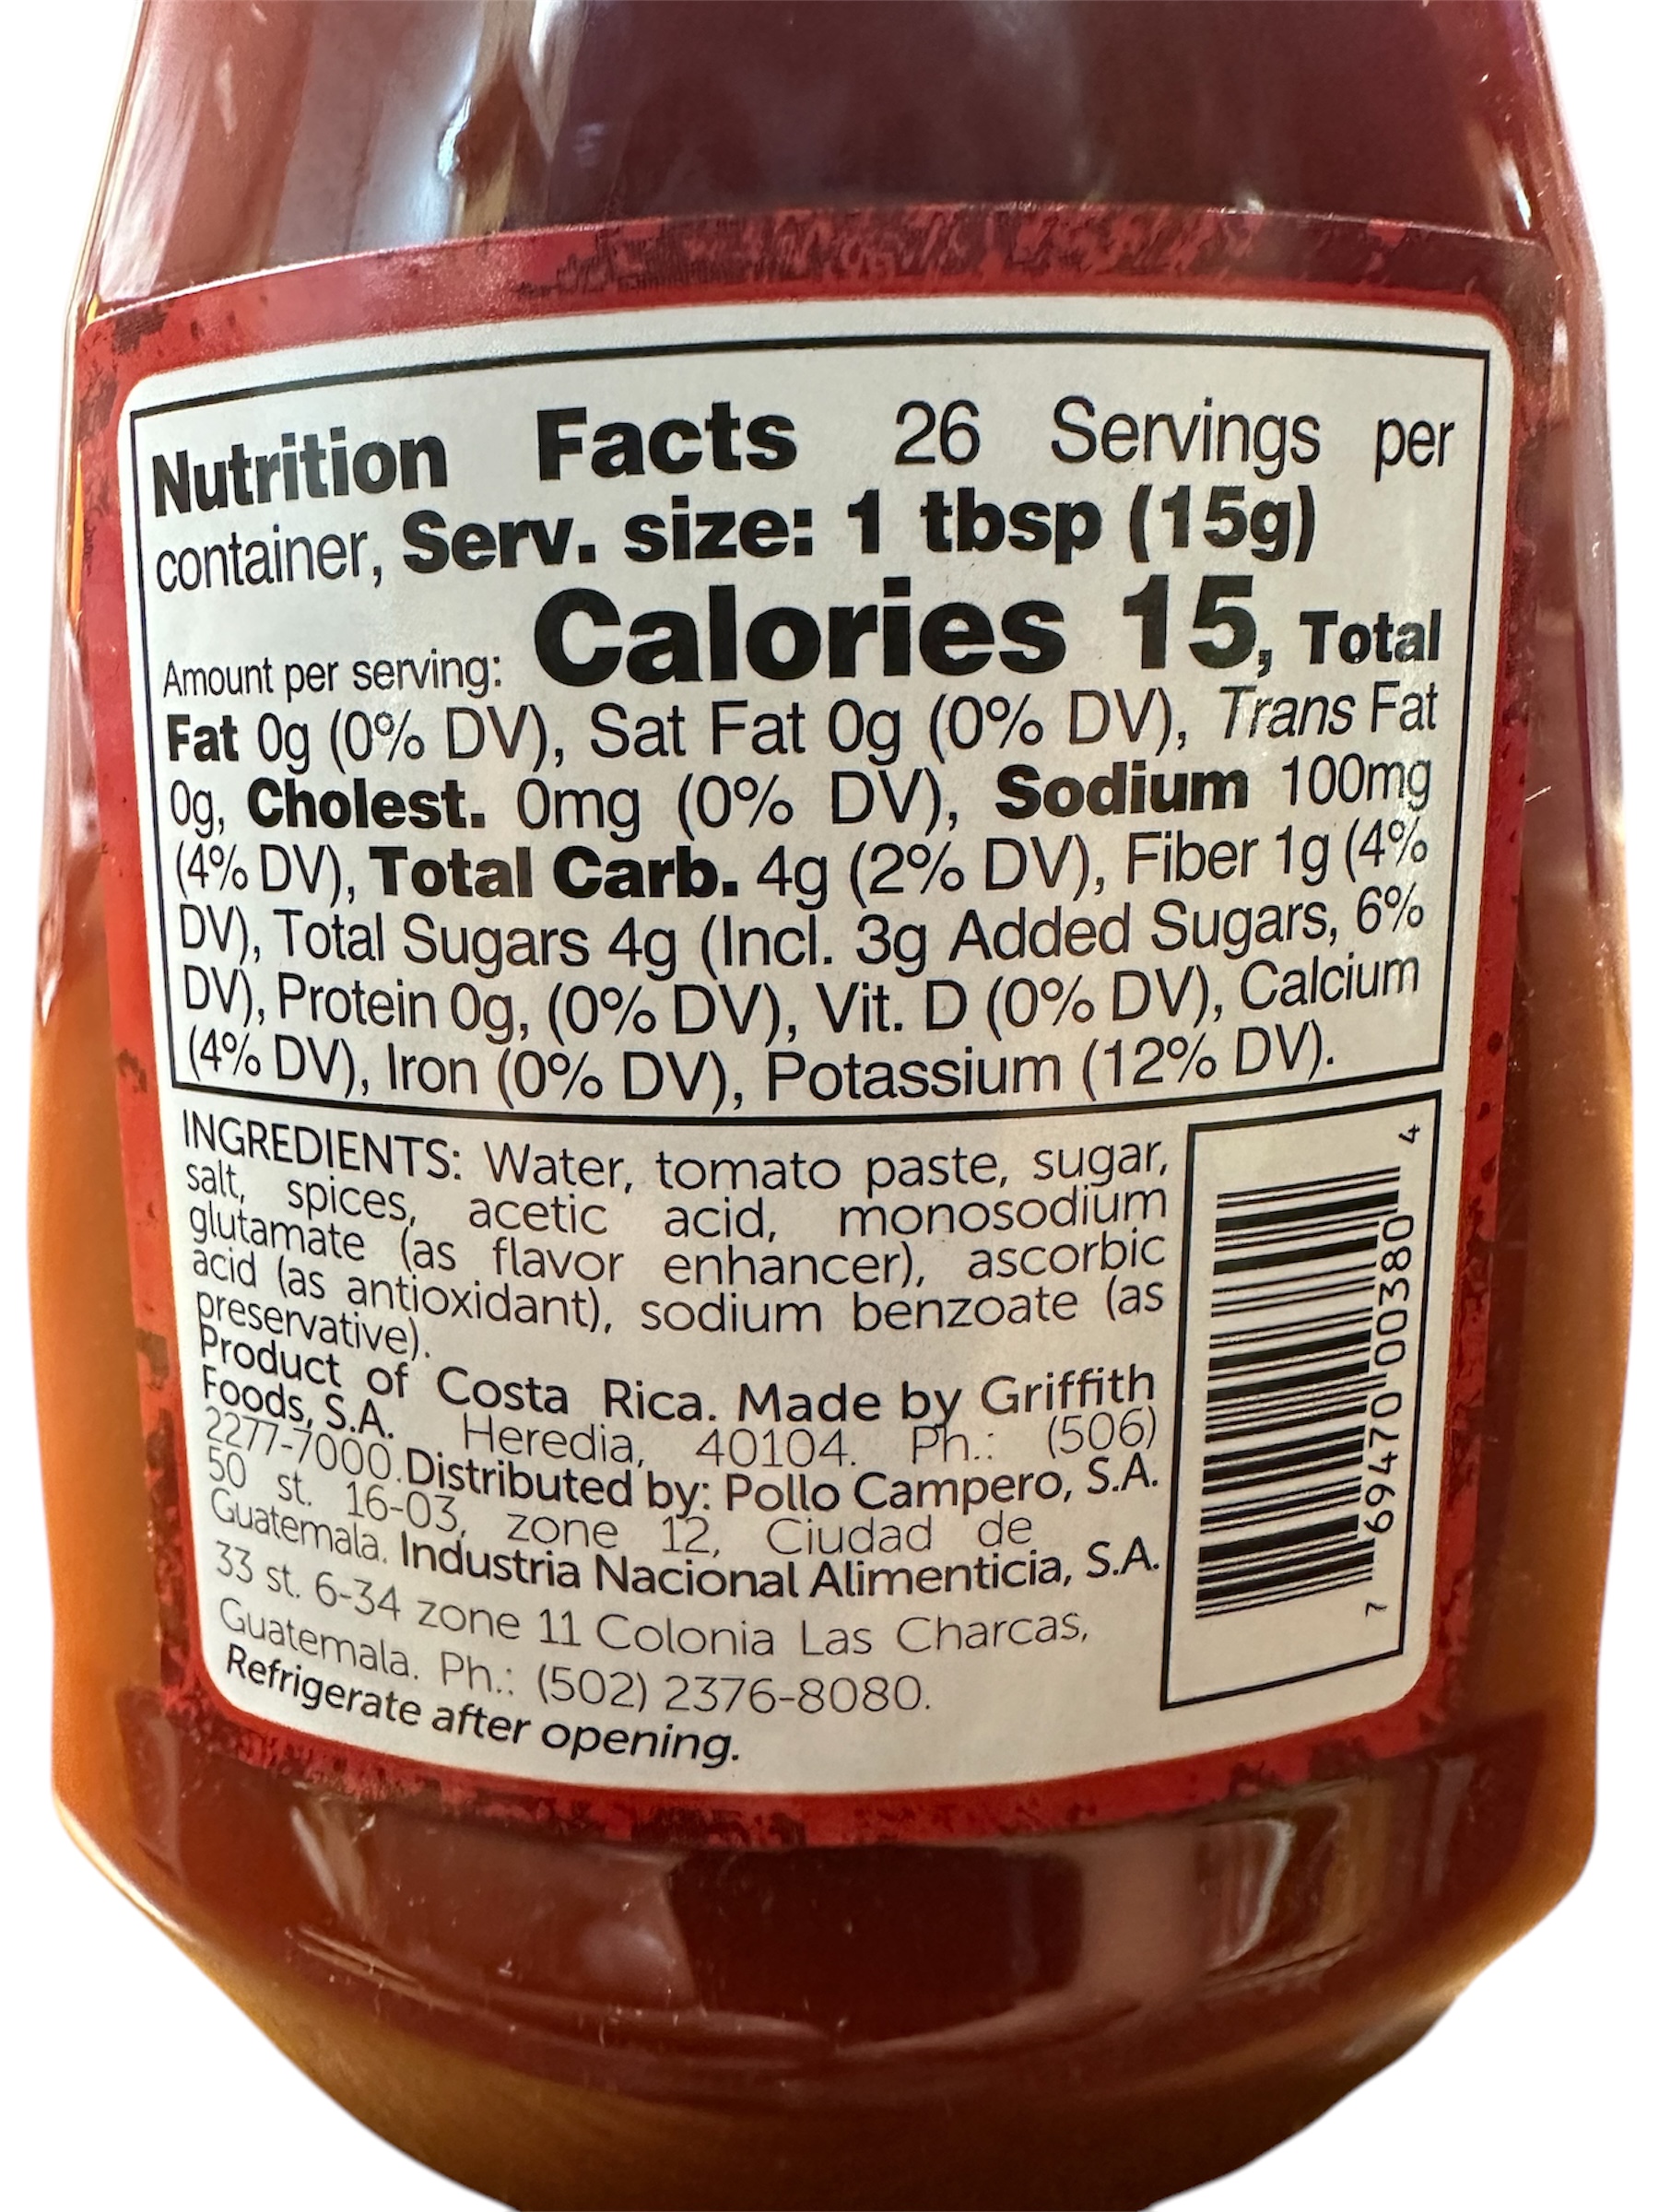 Nutrition Facts 26 Servings per
container, Serv. size: 1 tbsp (15g)
Amount per serving: Calories 15, Total
Fat 0g (0% DV), Sat Fat 0g (0% DV), Trans Fat
0g, Cholest. 0mg (0% DV), Sodium 100mg
(4% DV), Total Carb. 4g (2% DV), Fiber 1g (4%
DV), Total Sugars 4g (Incl. 3g Added Sugars, 6%
DV), Protein 0g, (0% DV), Vit. D (0% DV), Calcium
(4% DV), Iron (0% DV), Potassium (12% DV).
INGREDIENTS: Water, tomato paste, sugar,
salt, spices, acetic acid, monosodium
glutamate (as flavor enhancer), ascorbic
acid (as antioxidant), sodium benzoate (as
preservative).
Product of Costa Rica. Made by Griffith
Foods, S.A. Heredia, 40104. Ph.: (506)
2277-7000. Distributed by: Pollo Campero, S.A.
50 st. 16-03, zone 12, Ciudad de
Guatemala. Industria Nacional Alimenticia, S.A.
33 st. 6-34 zone 11 Colonia Las Charcas,
Guatemala. Ph.: (502) 2376-8080.
Refrigerate after opening.
7 69470 00380 4